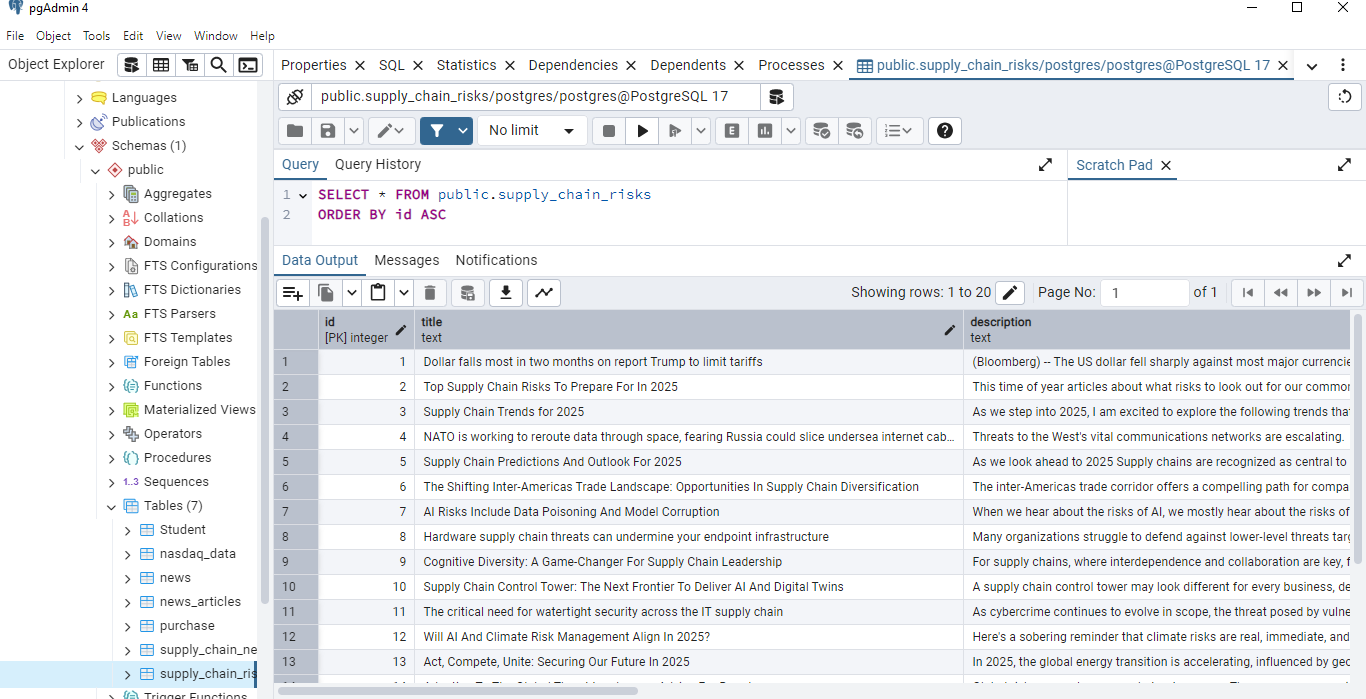 pgAdmin 4
File Object Tools Edit View Window Help
Object Explorer
Properties SQL Statistics Dependencies Dependents Processes public.supply_chain_risks/postgres/postgres@PostgreSQL 17
Languages
Publications
Schemas (1)
public
Aggregates
Collations
Domains
FTS Configurations
FTS Dictionaries
Aa FTS Parsers
FTS Templates
Foreign Tables
Functions
Materialized Views
Operators
Procedures
1..3 Sequences
Tables (7)
Student
nasdaq_data
news
news_articles
purchase
supply_chain_ne
supply_chain_ris
Trigger Functions
public.supply_chain_risks/postgres/postgres@PostgreSQL 17
No limit
E
Query Query History
Scratch Pad
1 SELECT * FROM public.supply_chain_risks
2 ORDER BY id ASC
Data Output Messages Notifications
Showing rows: 1 to 20 Page No: 1 of 1
id title description
[PK] integer text text
1 1 Dollar falls most in two months on report Trump to limit tariffs (Bloomberg) -- The US dollar fell sharply against most major currencie
2 2 Top Supply Chain Risks To Prepare For In 2025 This time of year articles about what risks to look out for our common
3 3 Supply Chain Trends for 2025 As we step into 2025, I am excited to explore the following trends tha
4 4 NATO is working to reroute data through space, fearing Russia could slice undersea internet cab... Threats to the West's vital communications networks are escalating.
5 5 Supply Chain Predictions And Outlook For 2025 As we look ahead to 2025 Supply chains are recognized as central to
6 6 The Shifting Inter-Americas Trade Landscape: Opportunities In Supply Chain Diversification The inter-Americas trade corridor offers a compelling path for compa
7 7 AI Risks Include Data Poisoning And Model Corruption When we hear about the risks of AI, we mostly hear about the risks of
8 8 Hardware supply chain threats can undermine your endpoint infrastructure Many organizations struggle to defend against lower-level threats targ
9 9 Cognitive Diversity: A Game-Changer For Supply Chain Leadership For supply chains, where interdependence and collaboration are key, f
10 10 Supply Chain Control Tower: The Next Frontier To Deliver AI And Digital Twins A supply chain control tower may look different for every business, de
11 11 The critical need for watertight security across the IT supply chain As cybercrime continues to evolve in scope, the threat posed by vulne
12 12 Will AI And Climate Risk Management Align In 2025? Here's a sobering reminder that climate risks are real, immediate, and
13 13 Act, Compete, Unite: Securing Our Future In 2025 In 2025, the global energy transition is accelerating, influenced by geo